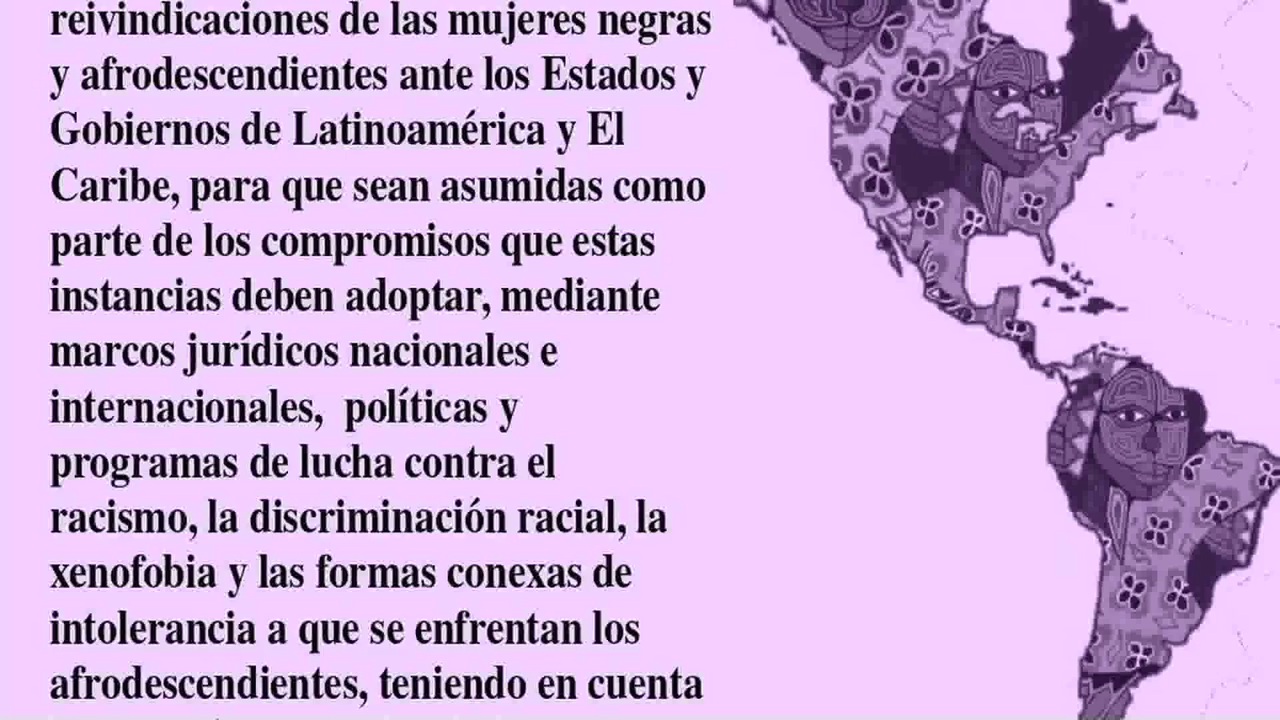 reivindicaciones de las mujeres negras
y afrodescendientes ante los Estados y
Gobiernos de Latinoamérica y El
Caribe, para que sean asumidas como
parte de los compromisos que estas
instancias deben adoptar, mediante
marcos jurídicos nacionales e
internacionales,  políticas y
programas de lucha contra el
racismo, la discriminación racial, la
xenofobia y las formas conexas de
intolerancia a que se enfrentan los
afrodescendientes, teniendo en cuenta